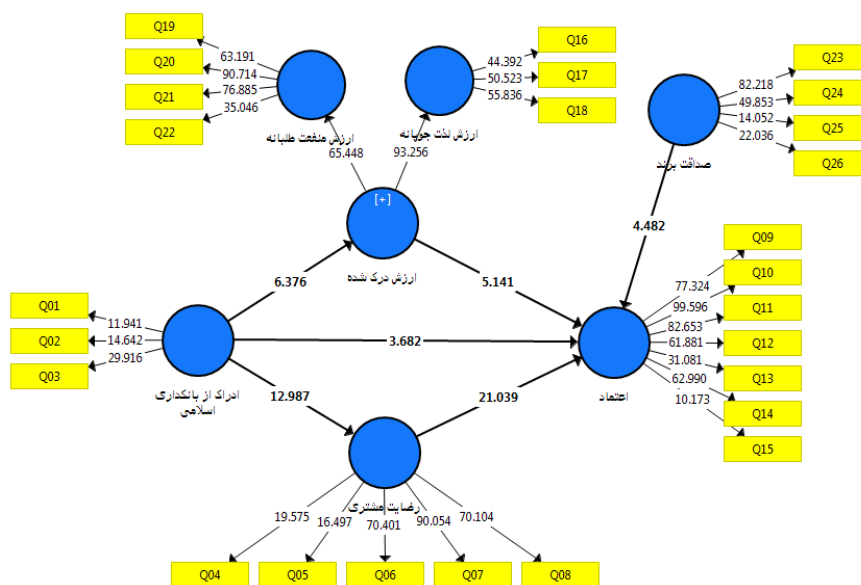 Q19
Q20
Q21
Q22
63.191
90.714
76.885
35.046
ارزش منفعت طلبانه
65.448
Q16
Q17
Q18
44.392
50.523
55.836
ارزش لذت جویانه
93.256
Q23
Q24
Q25
Q26
82.218
49.853
14.052
22.036
صداقت برند
4.482
[+]
ارزش درک شده
6.376
5.141
Q01
Q02
Q03
11.941
14.642
29.916
ادراک از بانکداری
اسلامی
3.682
12.987
21.039
اعتماد
Q09
Q10
Q11
Q12
Q13
Q14
Q15
77.324
99.596
82.653
61.881
31.081
62.990
10.173
رضایت مشتری
19.575
16.497
70.401
90.054
70.104
Q04
Q05
Q06
Q07
Q08